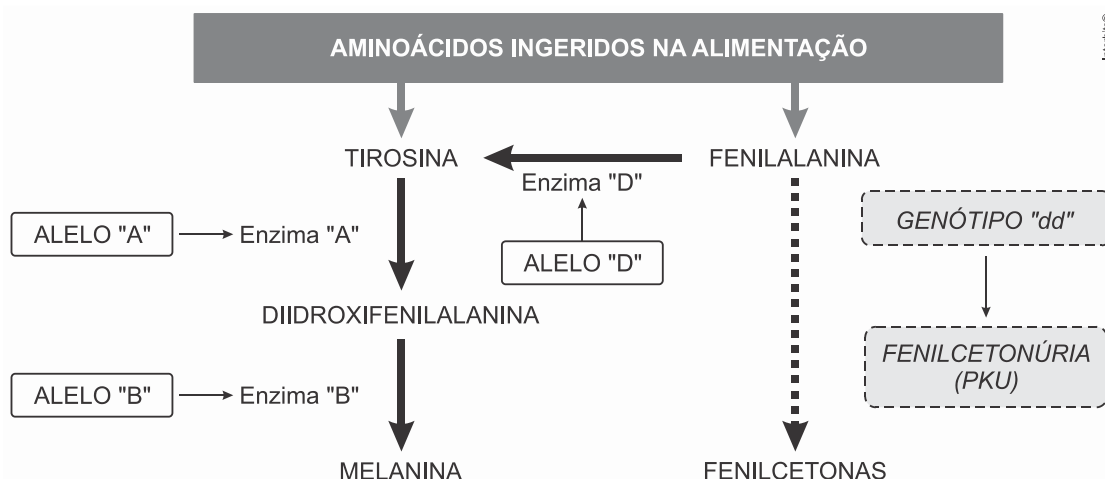 AMINOÁCIDOS INGERIDOS NA ALIMENTAÇÃO
TIROSINA
FENILALANINA
Enzima "D"
ALELO "A"
Enzima "A"
ALELO "D"
GENÓTIPO "dd"
DIIDROXIFENILALANINA
FENILCETONÚRIA
(PKU)
ALELO "B"
Enzima "B"
MELANINA
FENILCETONAS